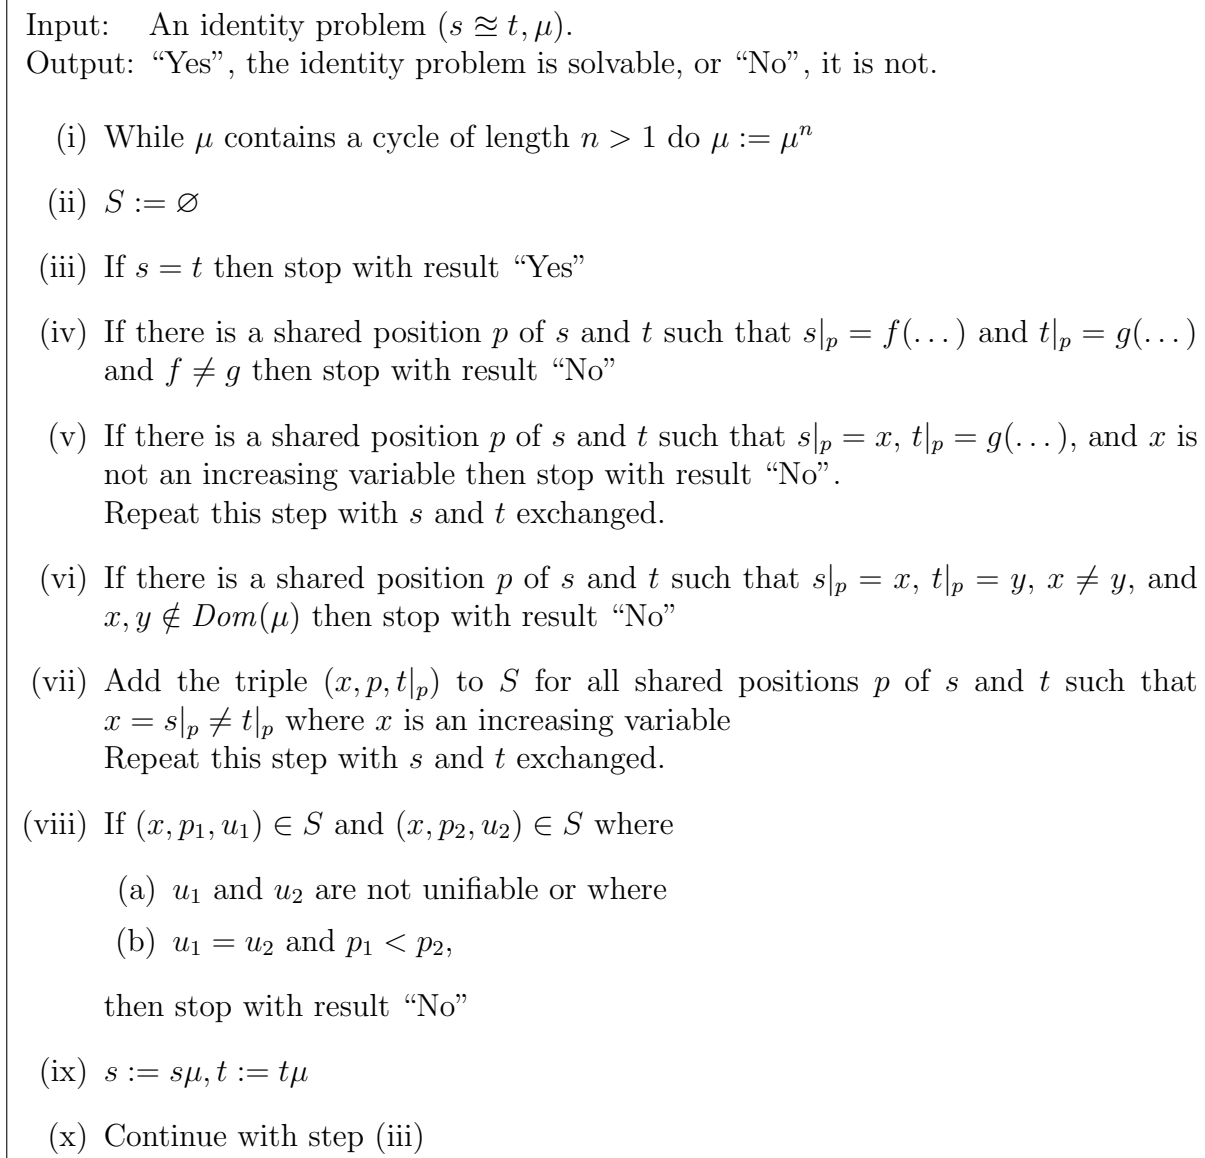 Input: An identity problem (s ≊ t, μ).
Output: “Yes”, the identity problem is solvable, or “No”, it is not.
(i) While μ contains a cycle of length n > 1 do μ := μⁿ
(ii) S := ∅
(iii) If s = t then stop with result “Yes”
(iv) If there is a shared position p of s and t such that s|ₚ = f(...) and t|ₚ = g(...)
and f ≠ g then stop with result “No”
(v) If there is a shared position p of s and t such that s|ₚ = x, t|ₚ = g(...), and x is
not an increasing variable then stop with result “No”.
Repeat this step with s and t exchanged.
(vi) If there is a shared position p of s and t such that s|ₚ = x, t|ₚ = y, x ≠ y, and
x, y ∉ Dom(μ) then stop with result “No”
(vii) Add the triple (x, p, t|ₚ) to S for all shared positions p of s and t such that
x = s|ₚ ≠ t|ₚ where x is an increasing variable
Repeat this step with s and t exchanged.
(viii) If (x, p₁, u₁) ∈ S and (x, p₂, u₂) ∈ S where
(a) u₁ and u₂ are not unifiable or where
(b) u₁ = u₂ and p₁ < p₂,
then stop with result “No”
(ix) s := sμ, t := tμ
(x) Continue with step (iii)